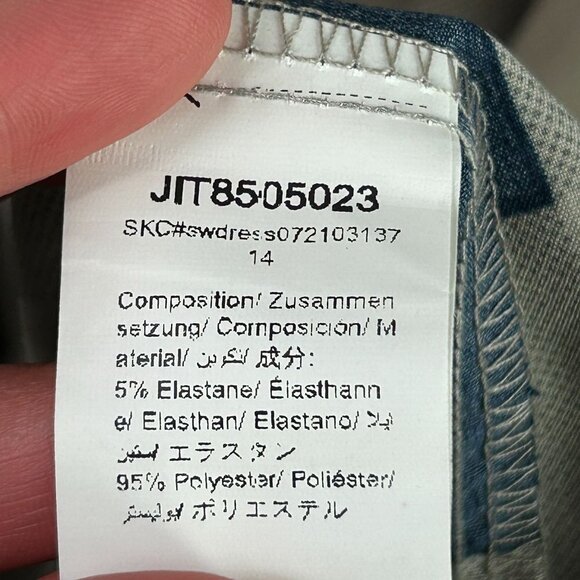 JIT8505023
SKC#swdress072103137
14
Composition/ Zusammen
setzung/ Composición/ M
aterial/ تكوين/ 成分:
5% Elastane/ Élasthann
e/ Elasthan/ Elastano/
エラスタン
95% Polyester/ Poliéster/
بوليستر ポリエステル